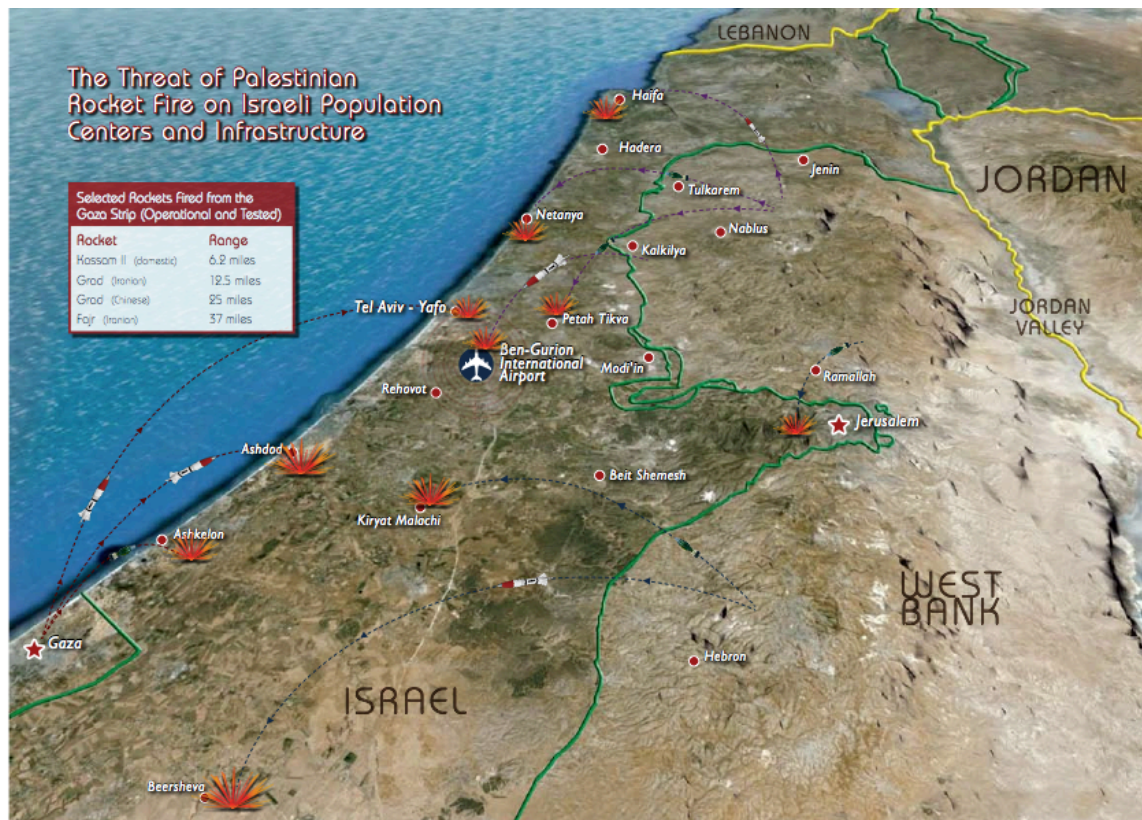 The Threat of Palestinian
Rocket Fire on Israeli Population
Centers and Infrastructure
Selected Rockets Fired from the
Gaza Strip (Operational and Tested)
Rocket Range
Kassam II (domestic) 6.2 miles
Grad (Iranian) 12.5 miles
Grad (Chinese) 25 miles
Fajr (Iranian) 37 miles
LEBANON
Haifa
Hadera
Jenin
JORDAN
Tulkarem
Netanya
Nablus
Kalkilya
Tel Aviv - Yafo
Petah Tikva
JORDAN
VALLEY
Ben-Gurion
International
Airport
Modi'in
Ramallah
Rehovot
Jerusalem
Ashdod
Beit Shemesh
Kiryat Malachi
Ashkelon
WEST
BANK
Gaza
Hebron
ISRAEL
Beersheva